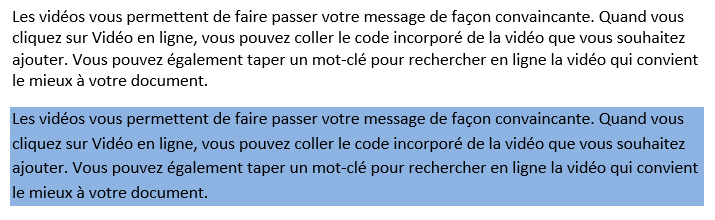 Les vidéos vous permettent de faire passer votre message de façon convaincante. Quand vous
cliquez sur Vidéo en ligne, vous pouvez coller le code incorporé de la vidéo que vous souhaitez
ajouter. Vous pouvez également taper un mot-clé pour rechercher en ligne la vidéo qui convient
le mieux à votre document.
Les vidéos vous permettent de faire passer votre message de façon convaincante. Quand vous
cliquez sur Vidéo en ligne, vous pouvez coller le code incorporé de la vidéo que vous souhaitez
ajouter. Vous pouvez également taper un mot-clé pour rechercher en ligne la vidéo qui convient
le mieux à votre document.